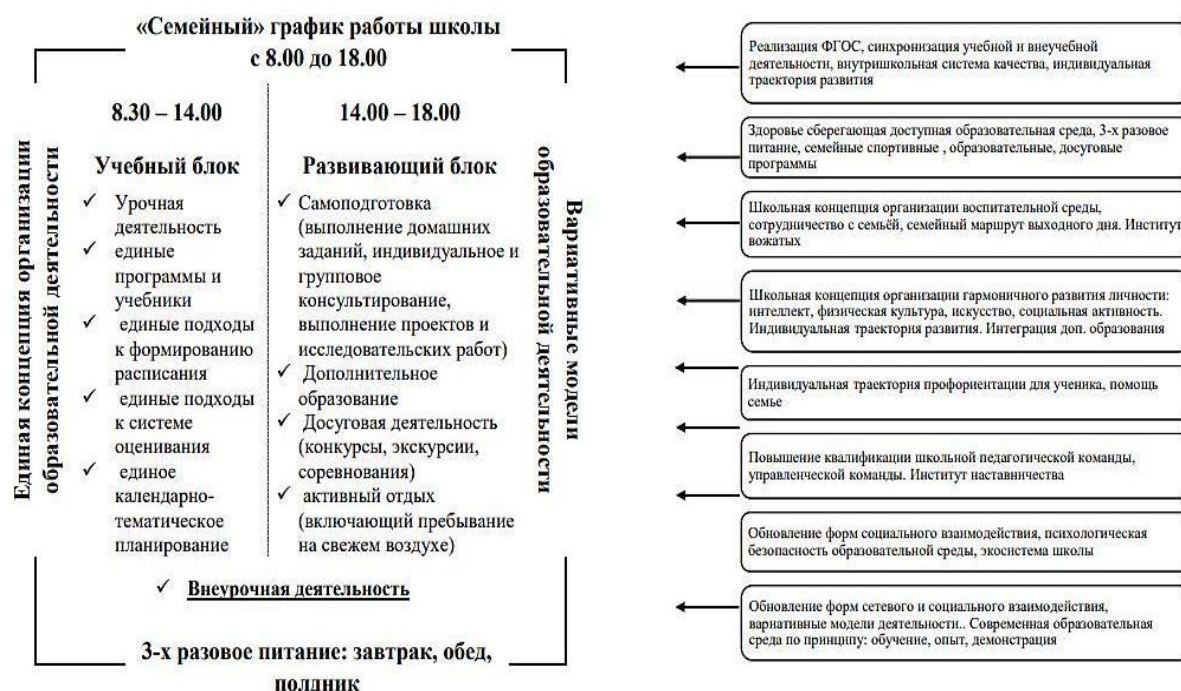 «Семейный» график работы школы
с 8.00 до 18.00
Единая концепция организации
образовательной деятельности
8.30 – 14.00
Учебный блок
✓ Урочная
деятельность
✓ единые
программы и
учебники
✓ единые подходы
к формированию
расписания
✓ единые подходы
к системе
оценивания
✓ единое
календарно-
тематическое
планирование
14.00 – 18.00
Развивающий блок
✓ Самоподготовка
(выполнение домашних
заданий, индивидуальное и
групповое
консультирование,
выполнение проектов и
исследовательских работ)
✓ Дополнительное
образование
✓ Досуговая деятельность
(конкурсы, экскурсии,
соревнования)
✓ активный отдых
(включающий пребывание
на свежем воздухе)
Вариативные модели
образовательной деятельности
✓ Внеурочная деятельность
3-х разовое питание: завтрак, обед,
полдник
Реализация ФГОС, синхронизация учебной и внеучебной
деятельности, внутришкольная система качества, индивидуальная
траектория развития
Здоровье сберегающая доступная образовательная среда, 3-х разовое
питание, семейные спортивные , образовательные, досуговые
программы
Школьная концепция организации воспитательной среды,
сотрудничество с семьёй, семейный маршрут выходного дня. Институт
вожатых
Школьная концепция организации гармоничного развития личности:
интеллект, физическая культура, искусство, социальная активность.
Индивидуальная траектория развития. Интеграция доп. образования
Индивидуальная траектория профориентации для ученика, помощь
семье
Повышение квалификации школьной педагогической команды,
управленческой команды. Институт наставничества
Обновление форм социального взаимодействия, психологическая
безопасность образовательной среды, экосистема школы
Обновление форм сетевого и социального взаимодействия,
вариативные модели деятельности.. Современная образовательная
среда по принципу: обучение, опыт, демонстрация